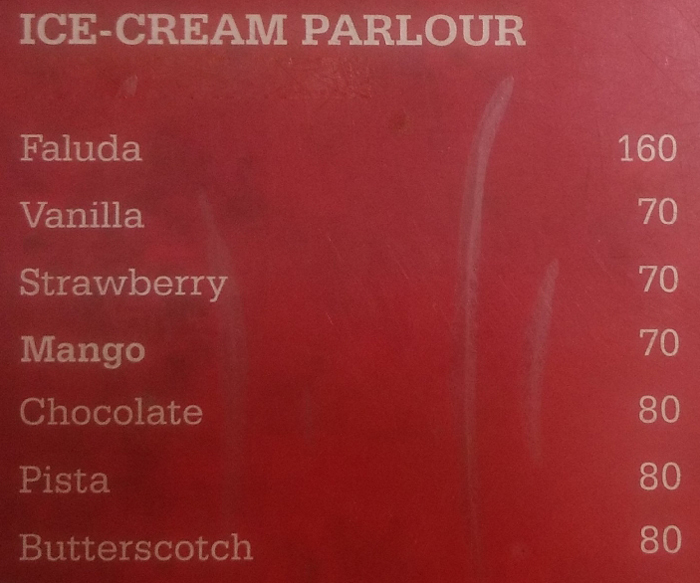 ICE-CREAM PARLOUR
Faluda 160
Vanilla 70
Strawberry 70
Mango 70
Chocolate 80
Pista 80
Butterscotch 80